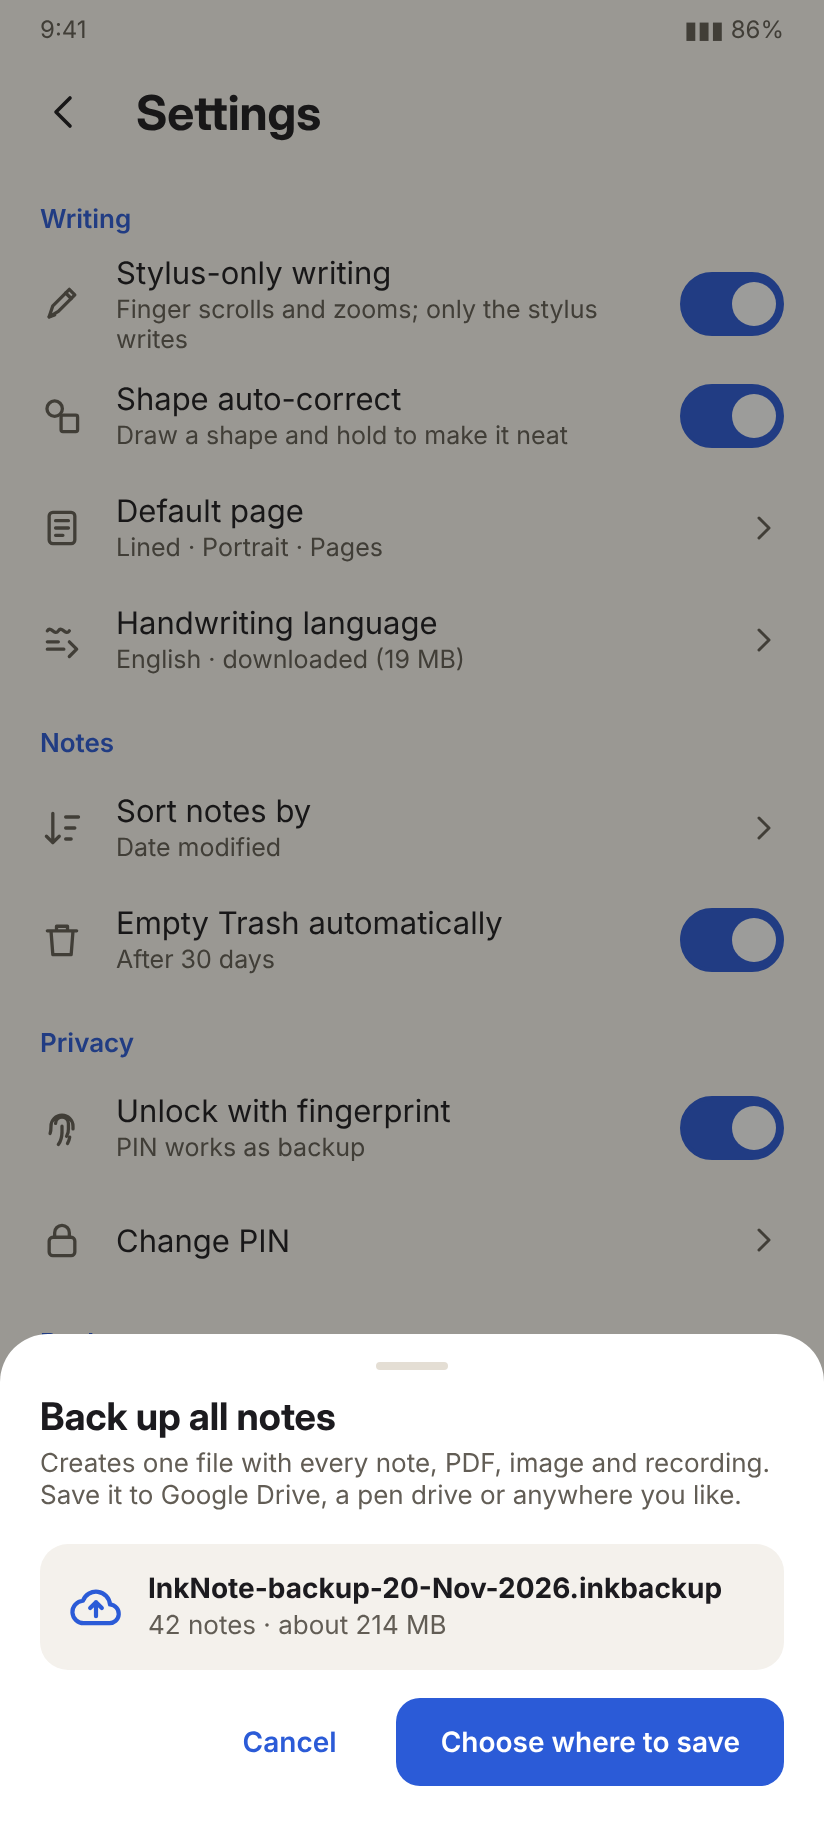 9:41
86%
Settings
Writing
Stylus-only writing
Finger scrolls and zooms; only the stylus
writes
Shape auto-correct
Draw a shape and hold to make it neat
Default page
Lined · Portrait · Pages
Handwriting language
English · downloaded (19 MB)
Notes
Sort notes by
Date modified
Empty Trash automatically
After 30 days
Privacy
Unlock with fingerprint
PIN works as backup
Change PIN
Back up all notes
Creates one file with every note, PDF, image and recording.
Save it to Google Drive, a pen drive or anywhere you like.
InkNote-backup-20-Nov-2026.inkbackup
42 notes · about 214 MB
Cancel
Choose where to save